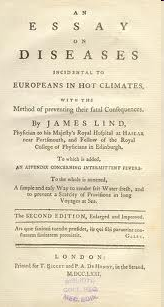 AN
ESSAY
ON
DISEASES
INCIDENTAL TO
EUROPEANS IN HOT CLIMATES,
WITH THE
Method of preventing their fatal Consequences.
By JAMES LIND,
Physician to his Majesty's Royal Hospital at HASLAR
near Portsmouth, and Fellow of the Royal
College of Physicians in Edinburgh.
To which is added,
AN APPENDIX CONCERNING INTERMITTENT FEVERS.
To the whole is annexed,
A simple and easy Way to render Salt Water fresh, and
to prevent a Scarcity of Provisions in long
Voyages at Sea.
The SECOND EDITION, Enlarged and Improved.
LONDON:
Printed for T. BECKET and P. A. DE HONDT, in the Strand,
MDCCLXXI.